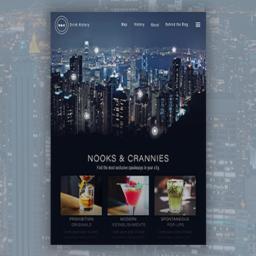 Drink History
Map History About Behind the Blog
NOOKS & CRANNIES
Find the most exclusive speakeasys in your city
PROHIBITION
ORIGINALS
MODERN
ESTABLISHMENTS
SPONTANEOUS
POP-UPS